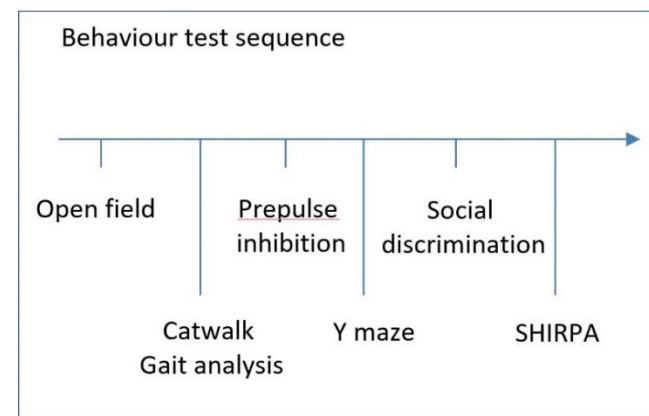 Behaviour test sequence
Open field
Prepulse
inhibition
Social
discrimination
Catwalk
Gait analysis
Y maze
SHIRPA